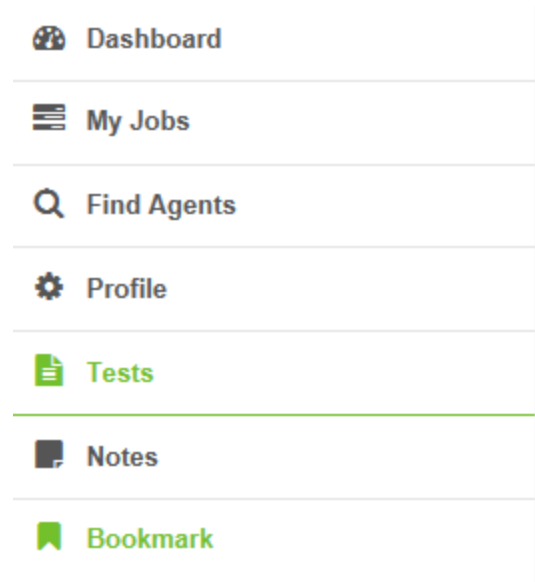 Dashboard
My Jobs
Find Agents
Profile
Tests
Notes
Bookmark